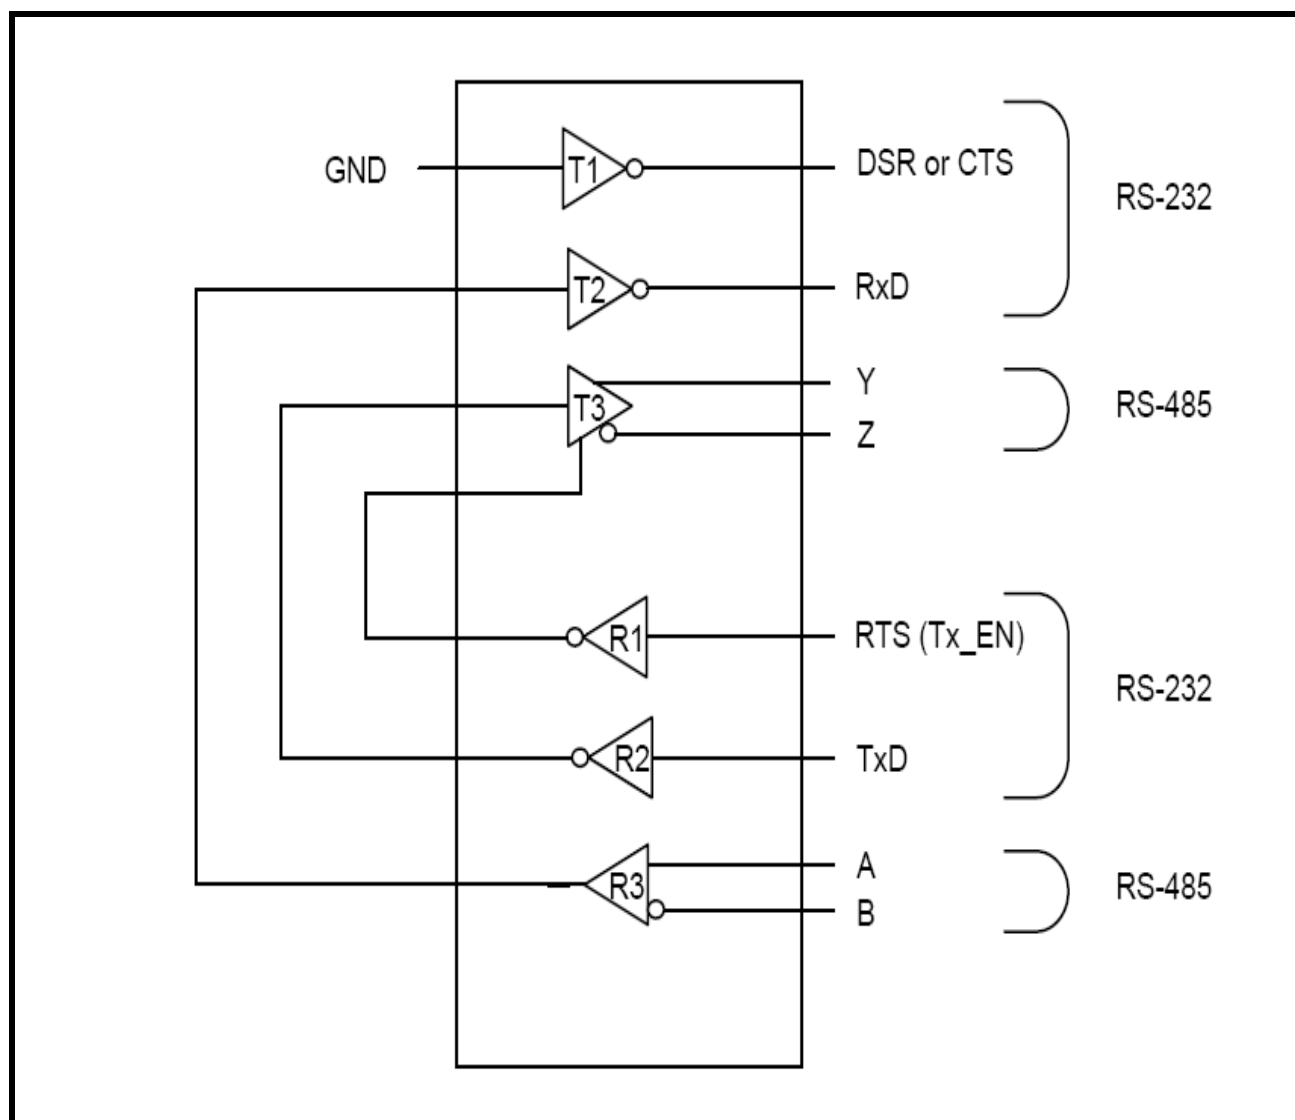 GND
T1
DSR or CTS
RS-232
T2
RxD
T3
Y
Z
RS-485
R1
RTS (Tx_EN)
RS-232
R2
TxD
R3
A
B
RS-485